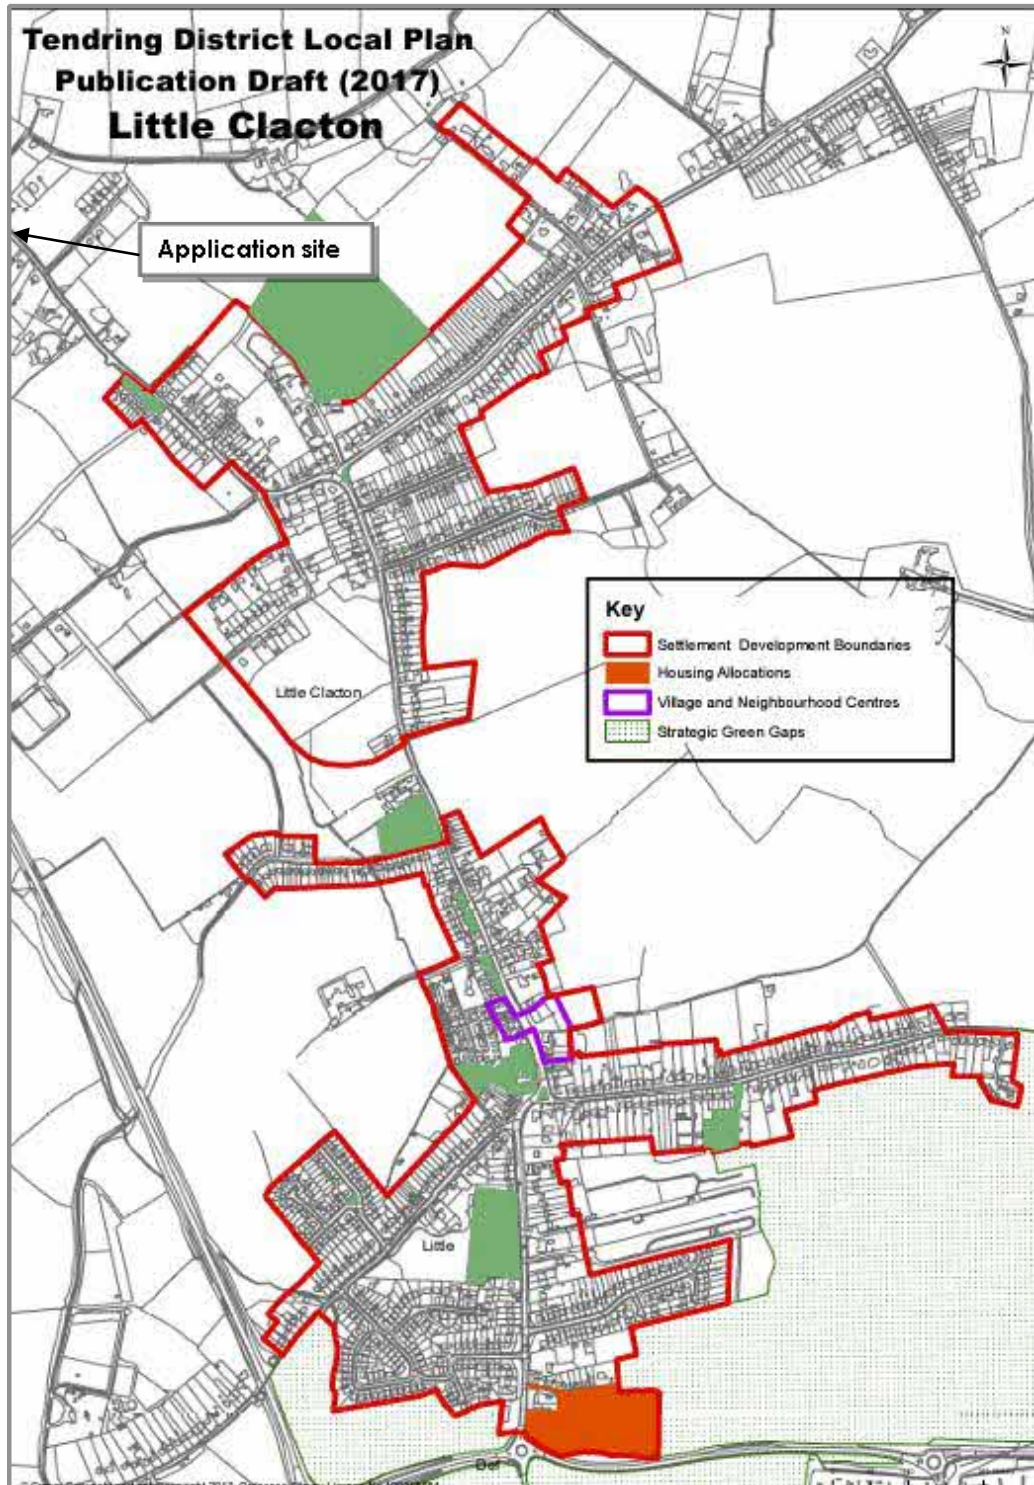 Tendring District Local Plan
Publication Draft (2017)
Little Clacton
N
Application site
Key
Settlement Development Boundaries
Housing Allocations
Village and Neighbourhood Centres
Strategic Green Gaps
Little Clacton
Little
Def